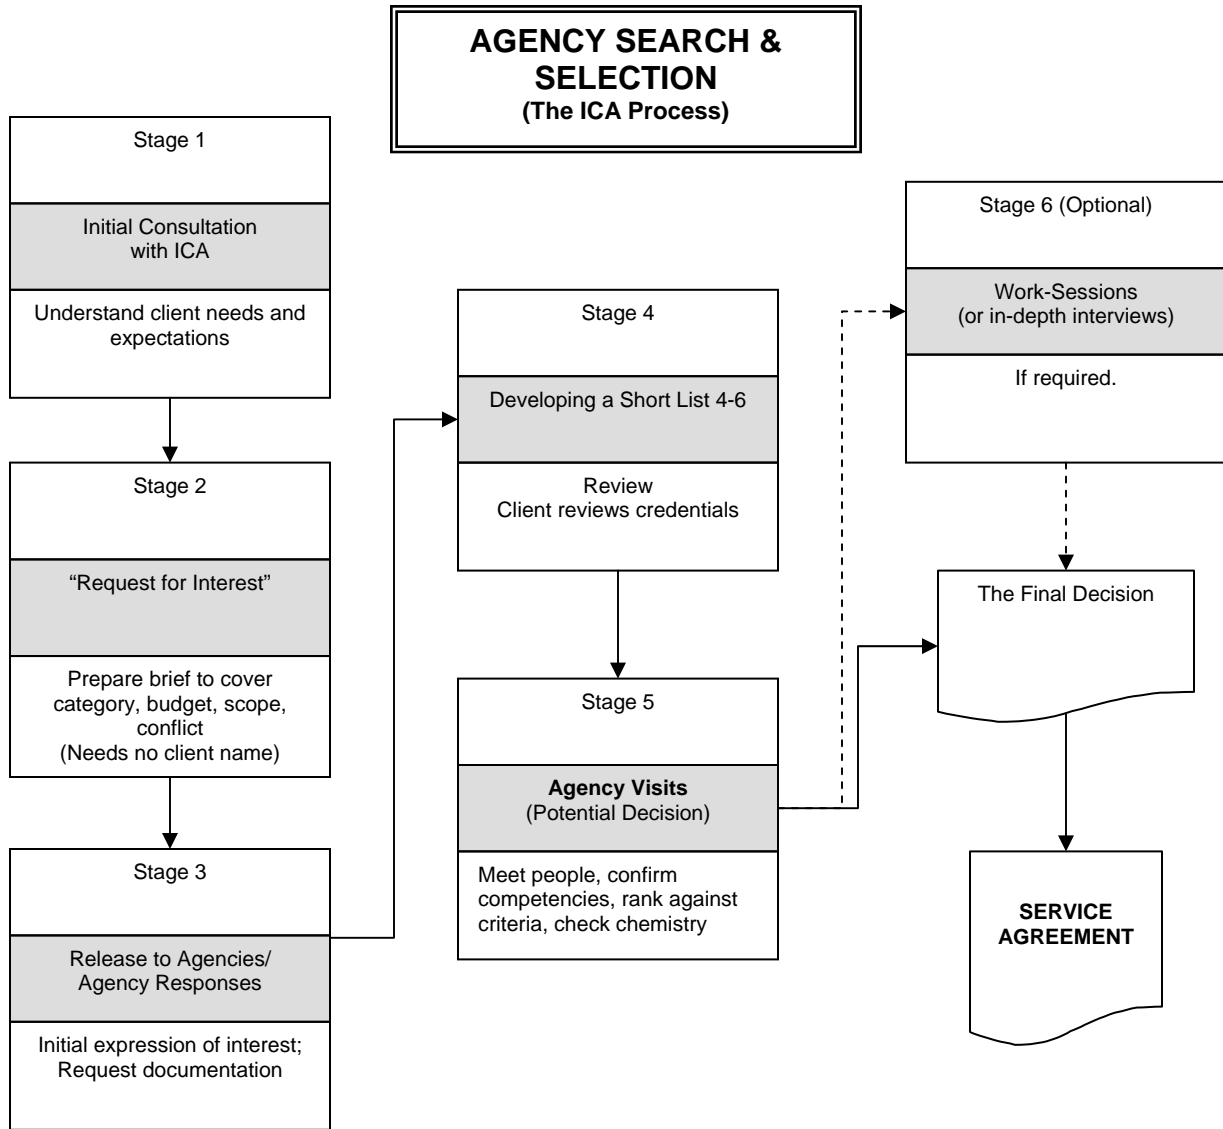 AGENCY SEARCH &
SELECTION
(The ICA Process)
Stage 1
Initial Consultation
with ICA
Understand client needs and
expectations
Stage 2
“Request for Interest”
Prepare brief to cover
category, budget, scope,
conflict
(Needs no client name)
Stage 3
Release to Agencies/
Agency Responses
Initial expression of interest;
Request documentation
Stage 4
Developing a Short List 4-6
Review
Client reviews credentials
Stage 5
Agency Visits
(Potential Decision)
Meet people, confirm
competencies, rank against
criteria, check chemistry
Stage 6 (Optional)
Work-Sessions
(or in-depth interviews)
If required.
The Final Decision
SERVICE
AGREEMENT